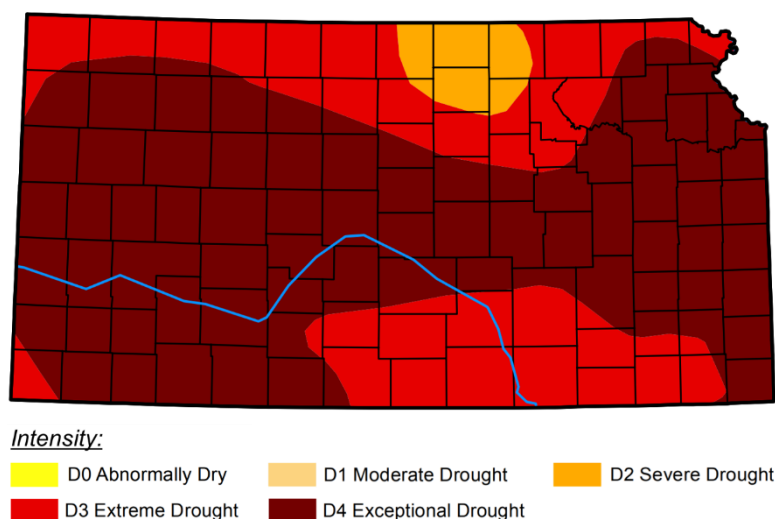 Intensity:
D0 Abnormally Dry D1 Moderate Drought D2 Severe Drought
D3 Extreme Drought D4 Exceptional Drought